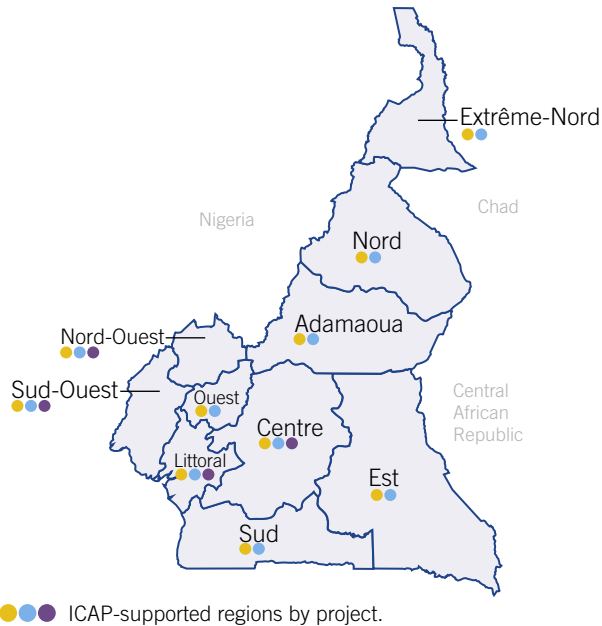 Extrême-Nord
Nigeria
Chad
Nord
Adamaoua
Nord-Ouest
Sud-Ouest
Ouest
Central
African
Republic
Centre
Littoral
Est
Sud
ICAP-supported regions by project.